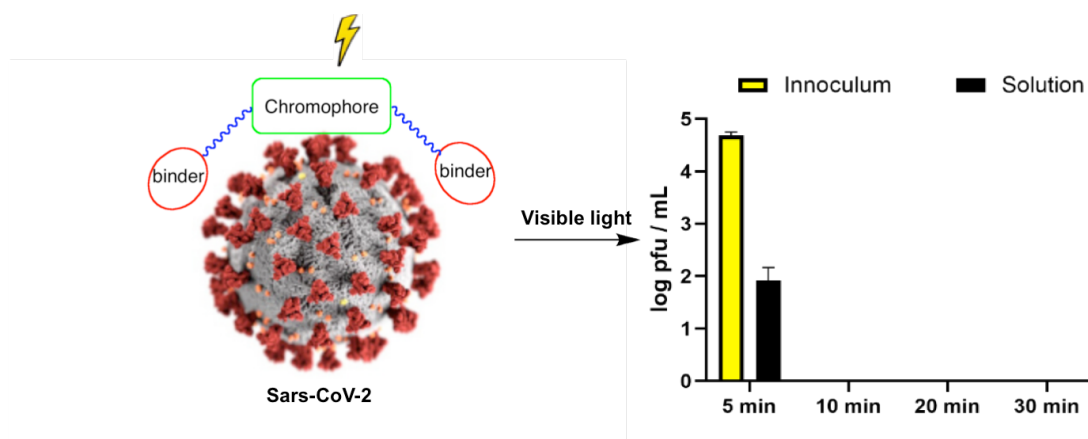 Chromophore
binder
binder
Sars-CoV-2
Visible light
Innoculum
Solution
log pfu / mL
5
4
3
2
1
0
5 min
10 min
20 min
30 min